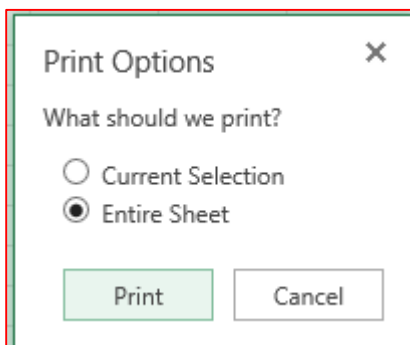 Print Options
What should we print?
Current Selection
Entire Sheet
Print Cancel